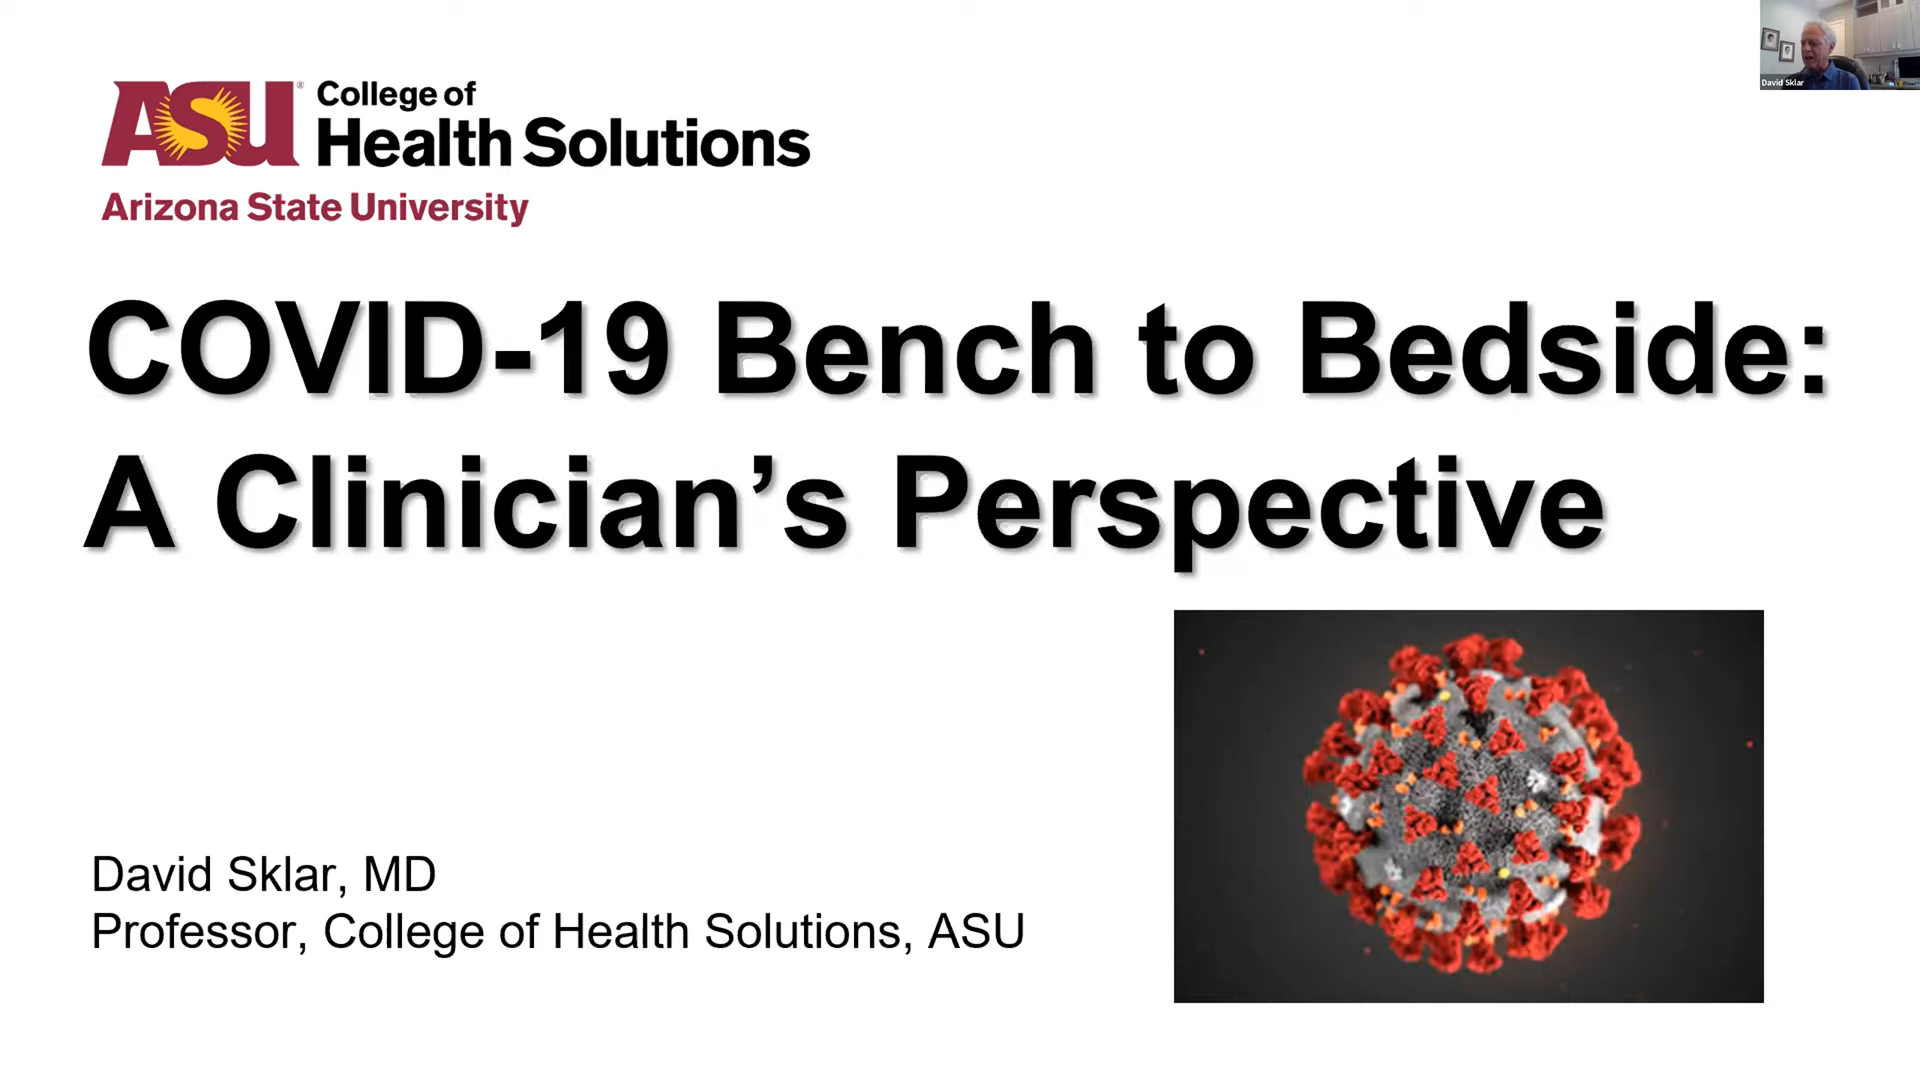 ASU College of
Health Solutions
Arizona State University
David Sklar
COVID-19 Bench to Bedside:
A Clinician’s Perspective
David Sklar, MD
Professor, College of Health Solutions, ASU